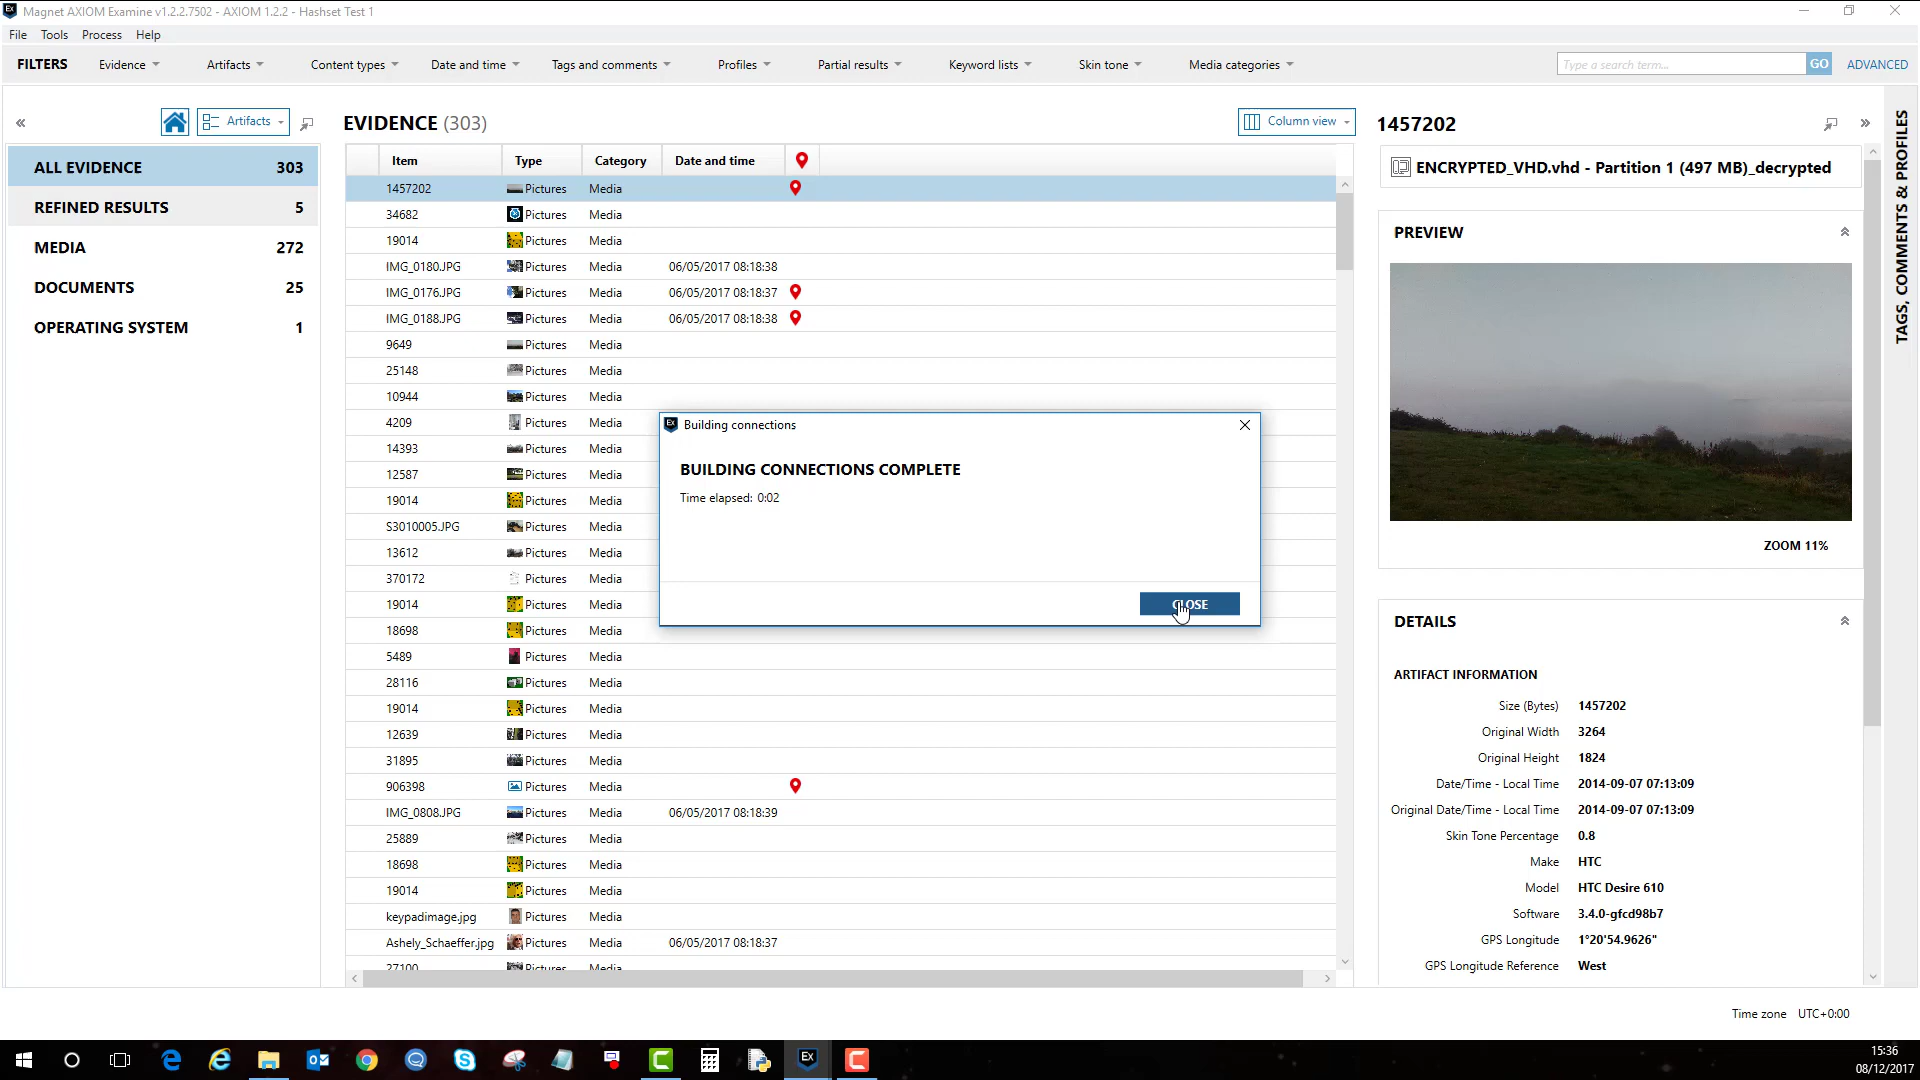 Magnet AXIOM Examine v1.2.2.7502 - AXIOM 1.2.2 - Hashset Test 1
File Tools Process Help
FILTERS Evidence Artifacts Content types Date and time Tags and comments Profiles Partial results Keyword lists Skin tone Media categories Type a search term... GO ADVANCED
Artifacts
EVIDENCE (303)
Column view
1457202
TAGS, COMMENTS & PROFILES
ALL EVIDENCE 303
REFINED RESULTS 5
MEDIA 272
DOCUMENTS 25
OPERATING SYSTEM 1
Item Type Category Date and time
1457202 Pictures Media
34682 Pictures Media
19014 Pictures Media
IMG_0180.JPG Pictures Media 06/05/2017 08:18:38
IMG_0176.JPG Pictures Media 06/05/2017 08:18:37
IMG_0188.JPG Pictures Media 06/05/2017 08:18:38
9649 Pictures Media
25148 Pictures Media
10944 Pictures Media
4209 Pictures Media
14393 Pictures Media
12587 Pictures Media
19014 Pictures Media
S3010005.JPG Pictures Media
13612 Pictures Media
370172 Pictures Media
19014 Pictures Media
18698 Pictures Media
5489 Pictures Media
28116 Pictures Media
19014 Pictures Media
12639 Pictures Media
31895 Pictures Media
906398 Pictures Media
IMG_0808.JPG Pictures Media 06/05/2017 08:18:39
25889 Pictures Media
18698 Pictures Media
19014 Pictures Media
keypadimage.jpg Pictures Media
Ashely_Schaeffer.jpg Pictures Media 06/05/2017 08:18:37
27100 Pictures Media
Building connections
BUILDING CONNECTIONS COMPLETE
Time elapsed: 0:02
CLOSE
ENCRYPTED_VHD.vhd - Partition 1 (497 MB)_decrypted
PREVIEW
ZOOM 11%
DETAILS
ARTIFACT INFORMATION
Size (Bytes) 1457202
Original Width 3264
Original Height 1824
Date/Time - Local Time 2014-09-07 07:13:09
Original Date/Time - Local Time 2014-09-07 07:13:09
Skin Tone Percentage 0.8
Make HTC
Model HTC Desire 610
Software 3.4.0-gfcd98b7
GPS Longitude 1°20'54.9626"
GPS Longitude Reference West
Time zone UTC+0:00
15:36
08/12/2017